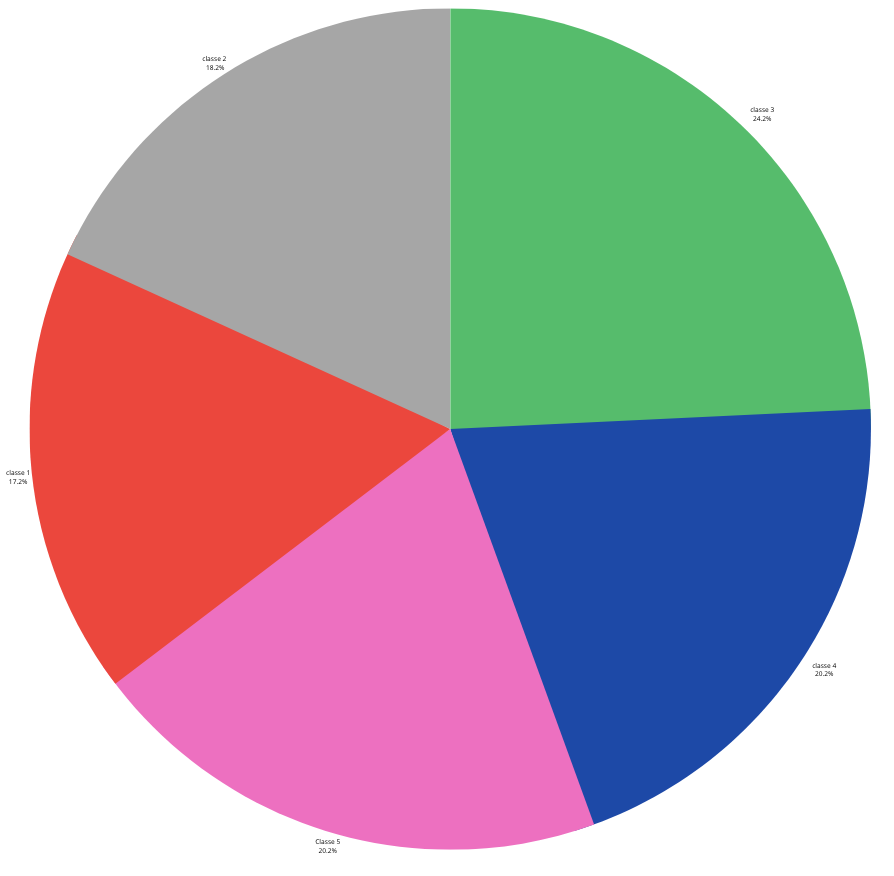 classe 2
18.2%
classe 3
24.2%
classe 1
17.2%
classe 4
20.2%
Classe 5
20.2%